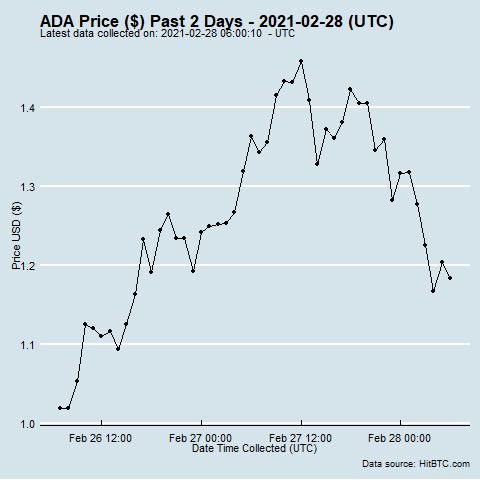 ADA Price ($) Past 2 Days - 2021-02-28 (UTC)
Latest data collected on: 2021-02-28 06:00:10 - UTC
1.4
1.3
1.2
1.1
1.0
Price USD ($)
Feb 26 12:00 Feb 27 00:00 Feb 27 12:00 Feb 28 00:00
Date Time Collected (UTC)
Data source: HitBTC.com